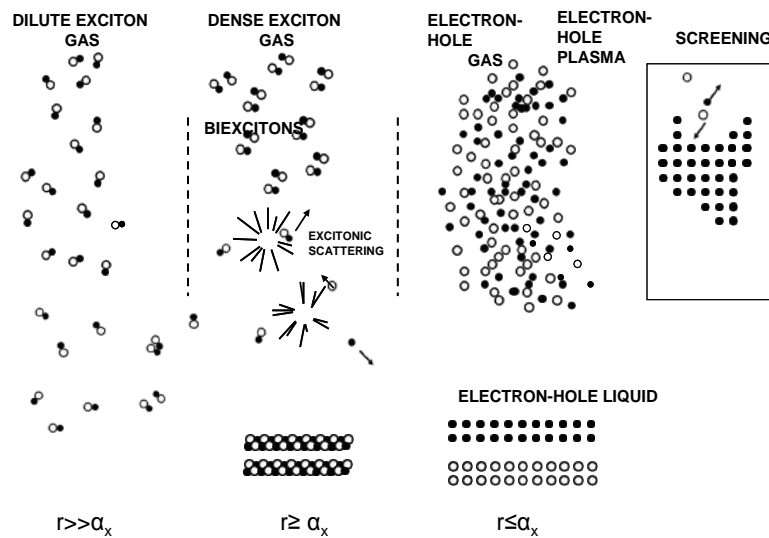 DILUTE EXCITON
GAS
DENSE EXCITON
GAS
ELECTRON-
HOLE
GAS
ELECTRON-
HOLE
PLASMA
SCREENING
BIEXCITONS
EXCITONIC
SCATTERING
ELECTRON-HOLE LIQUID
r>>αₓ
r≥ αₓ
r≤αₓ